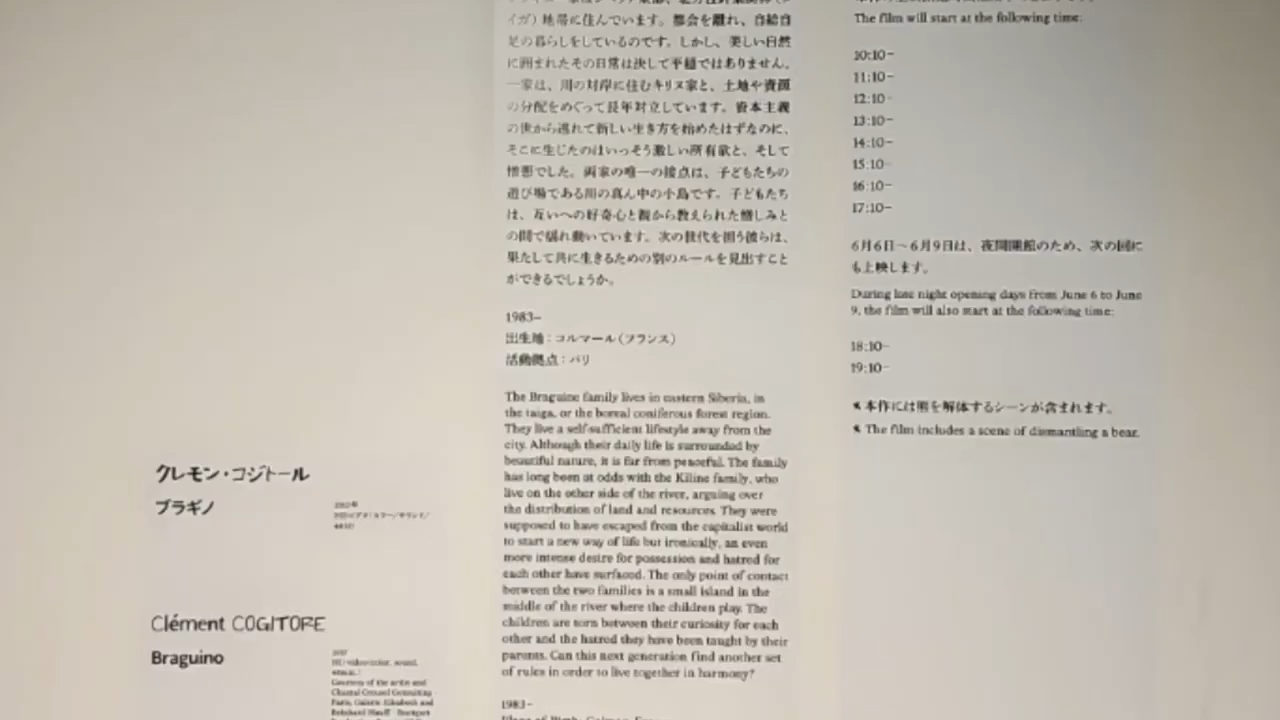 クレモン・コジトール
ブラギノ
Clément COGITORE
Braguino
2017
HD video(color, sound,
Courtesy of the artist and
Chantal Crousel Consulting
イガ）地帯に住んでいます。都会を離れ、自給自
足の暮らしをしているのです。しかし、美しい自然
に囲まれたその日常は決して平穏ではありません。
一家は、川の対岸に住むキリヌ家と、土地や資源
の分配をめぐって長年対立しています。資本主義
の世から逃れて新しい生き方を始めたはずなのに、
そこに生じたのはいっそう激しい所有欲と、そして
憎悪でした。両家の唯一の接点は、子どもたちの
遊び場である川の真ん中の小島です。子どもたち
は、互いへの好奇心と親から教えられた憎しみと
の間で揺れ動いています。次の世代を担う彼らは、
果たして共に生きるための別のルールを見出すこと
ができるでしょうか。
1983–
出生地：コルマール（フランス）
活動拠点：パリ
The Braguine family lives in eastern Siberia, in
the taiga, or the boreal coniferous forest region.
They live a self-sufficient lifestyle away from the
city. Although their daily life is surrounded by
beautiful nature, it is far from peaceful. The family
has long been at odds with the Kiline family, who
live on the other side of the river, arguing over
the distribution of land and resources. They were
supposed to have escaped from the capitalist world
to start a new way of life but ironically, an even
more intense desire for possession and hatred for
each other have surfaced. The only point of contact
between the two families is a small island in the
middle of the river where the children play. The
children are torn between their curiosity for each
other and the hatred they have been taught by their
parents. Can this next generation find another set
of rules in order to live together in harmony?
1983–
The film will start at the following time:
10:10–
11:10–
12:10–
13:10–
14:10–
15:10–
16:10–
17:10–
6月6日～6月9日は、夜間開館のため、次の回に
も上映します。
During late night opening days from June 6 to June
9, the film will also start at the following time:
18:10–
19:10–
＊本作には熊を解体するシーンが含まれます。
＊The film includes a scene of dismantling a bear.